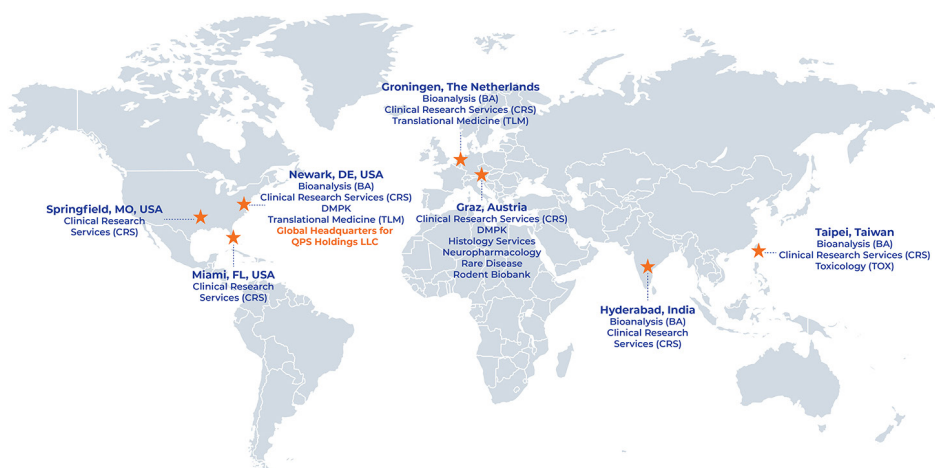 Groningen, The Netherlands
Bioanalysis (BA)
Clinical Research Services (CRS)
Translational Medicine (TLM)
Newark, DE, USA
Bioanalysis (BA)
Clinical Research Services (CRS)
DMPK
Translational Medicine (TLM)
Global Headquarters for
QPS Holdings LLC
Springfield, MO, USA
Clinical Research
Services (CRS)
Miami, FL, USA
Clinical Research
Services (CRS)
Graz, Austria
Clinical Research Services (CRS)
DMPK
Histology Services
Neuropharmacology
Rare Disease
Rodent Biobank
Taipei, Taiwan
Bioanalysis (BA)
Clinical Research Services (CRS)
Toxicology (TOX)
Hyderabad, India
Bioanalysis (BA)
Clinical Research
Services (CRS)